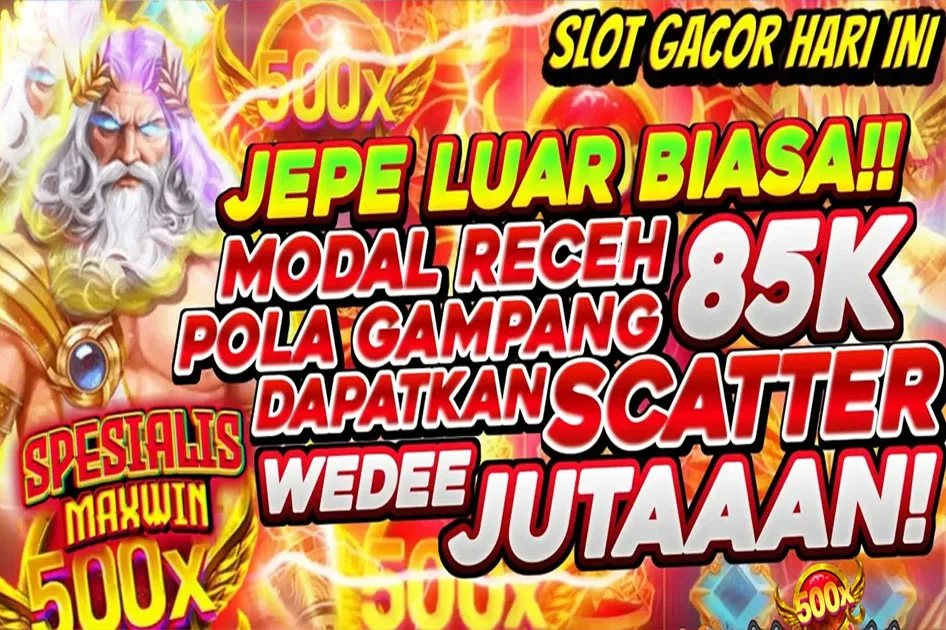 SLOT GACOR HARI INI
500x
JEPE LUAR BIASA!!
MODAL RECEH 85K
POLA GAMPANG
DAPATKAN SCATTER
WEDEE JUTAAAN!
SPESIALIS
MAXWIN
500x
500x
500x